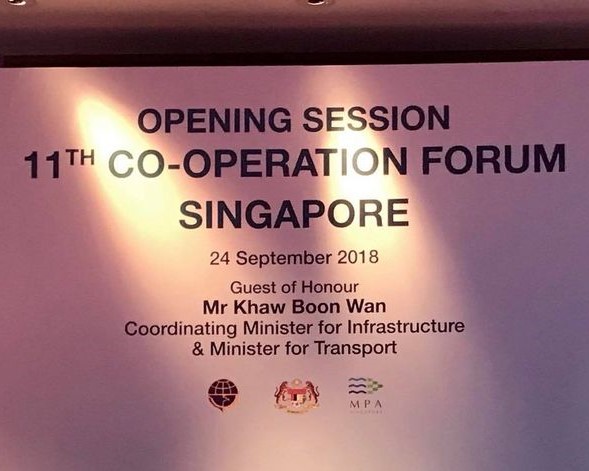 OPENING SESSION
11TH CO-OPERATION FORUM
SINGAPORE
24 September 2018
Guest of Honour
Mr Khaw Boon Wan
Coordinating Minister for Infrastructure
& Minister for Transport
MPA
SINGAPORE